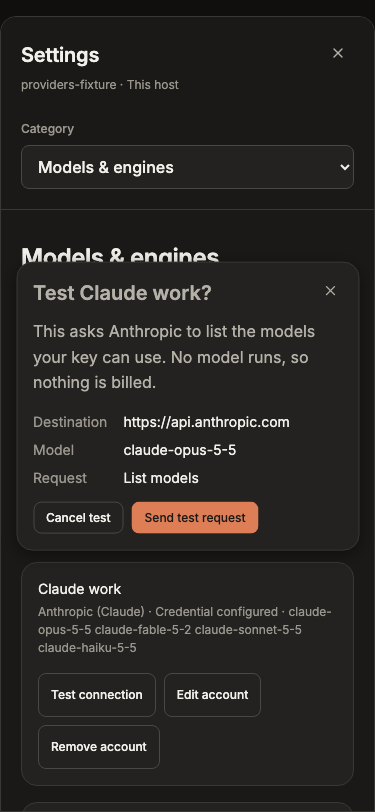 Settings
providers-fixture · This host
Category
Models & engines
Models & engines
Test Claude work?
This asks Anthropic to list the models
your key can use. No model runs, so
nothing is billed.
Destination https://api.anthropic.com
Model claude-opus-5-5
Request List models
Cancel test Send test request
Claude work
Anthropic (Claude) · Credential configured · claude-
opus-5-5 claude-fable-5-2 claude-sonnet-5-5
claude-haiku-5-5
Test connection Edit account
Remove account